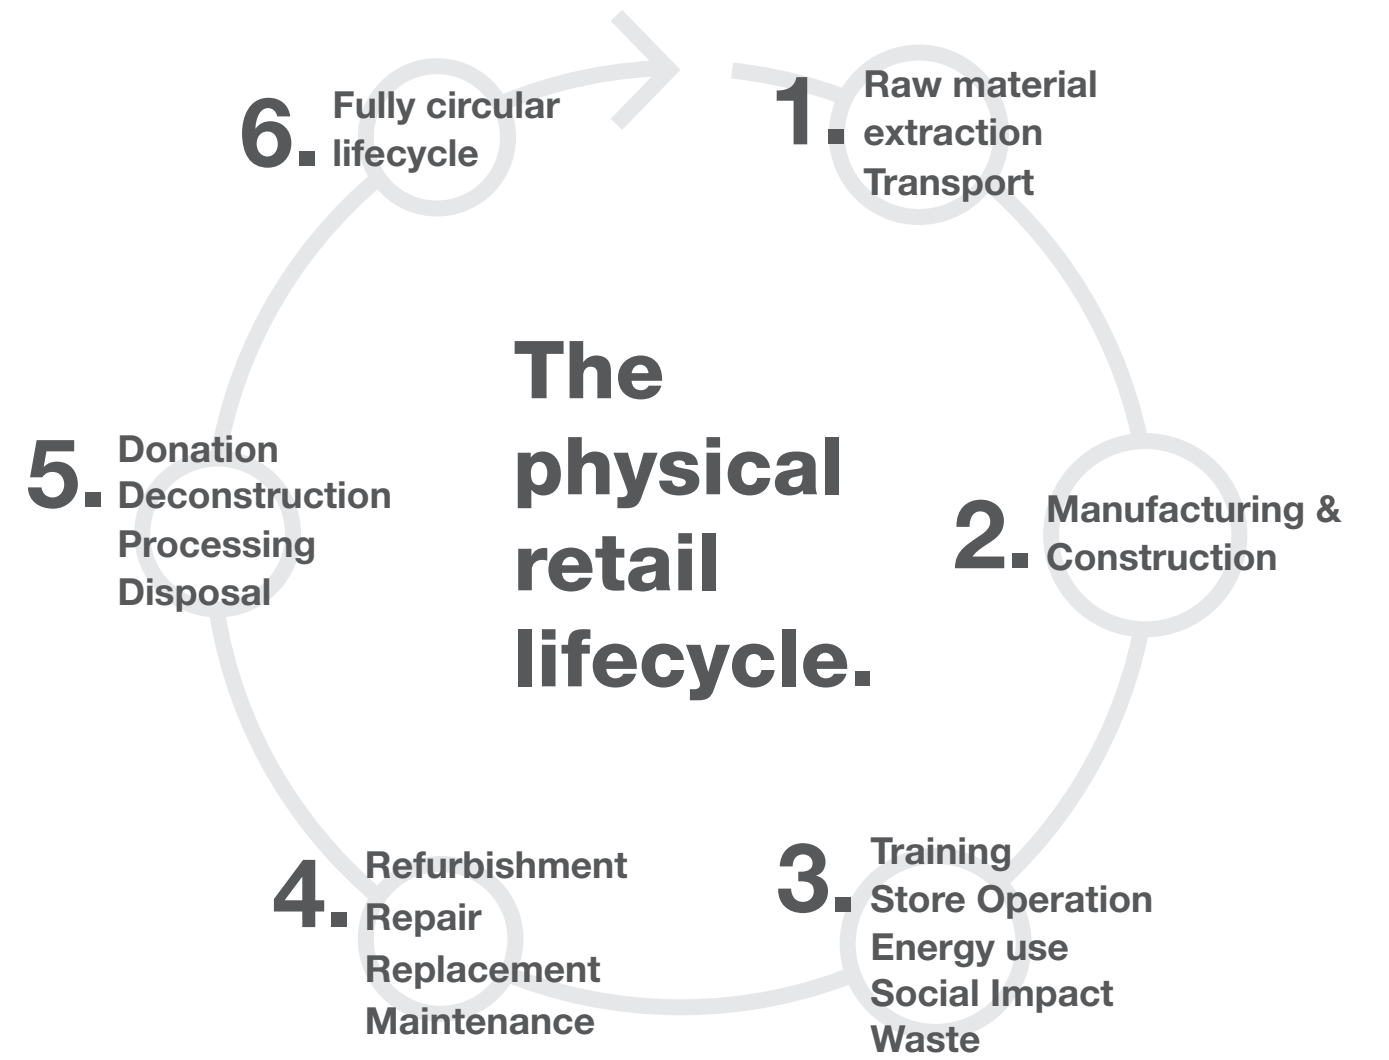 The
physical
retail
lifecycle.
1. Raw material
extraction
Transport
2. Manufacturing &
Construction
3. Training
Store Operation
Energy use
Social Impact
Waste
4. Refurbishment
Repair
Replacement
Maintenance
5. Donation
Deconstruction
Processing
Disposal
6. Fully circular
lifecycle